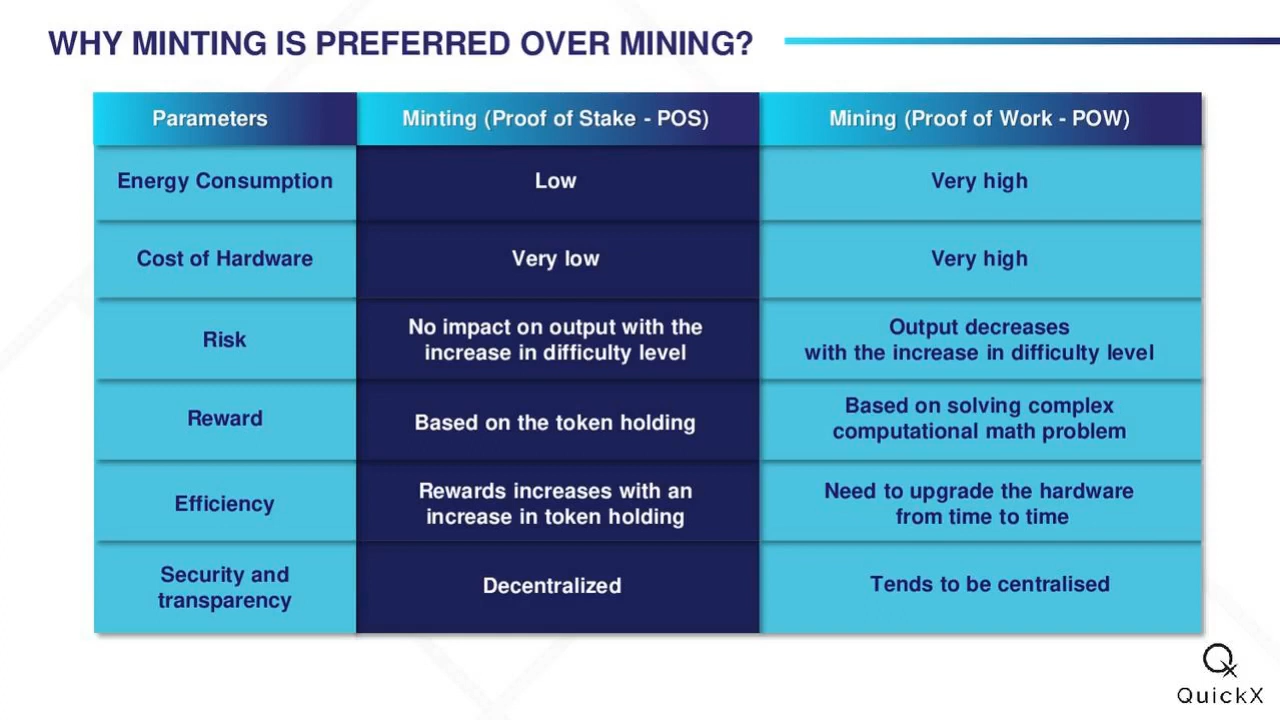 WHY MINTING IS PREFERRED OVER MINING?
Parameters
Minting (Proof of Stake - POS)
Mining (Proof of Work - POW)
Energy Consumption
Low
Very high
Cost of Hardware
Very low
Very high
Risk
No impact on output with the
increase in difficulty level
Output decreases
with the increase in difficulty level
Reward
Based on the token holding
Based on solving complex
computational math problem
Efficiency
Rewards increases with an
increase in token holding
Need to upgrade the hardware
from time to time
Security and
transparency
Decentralized
Tends to be centralised
QuickX